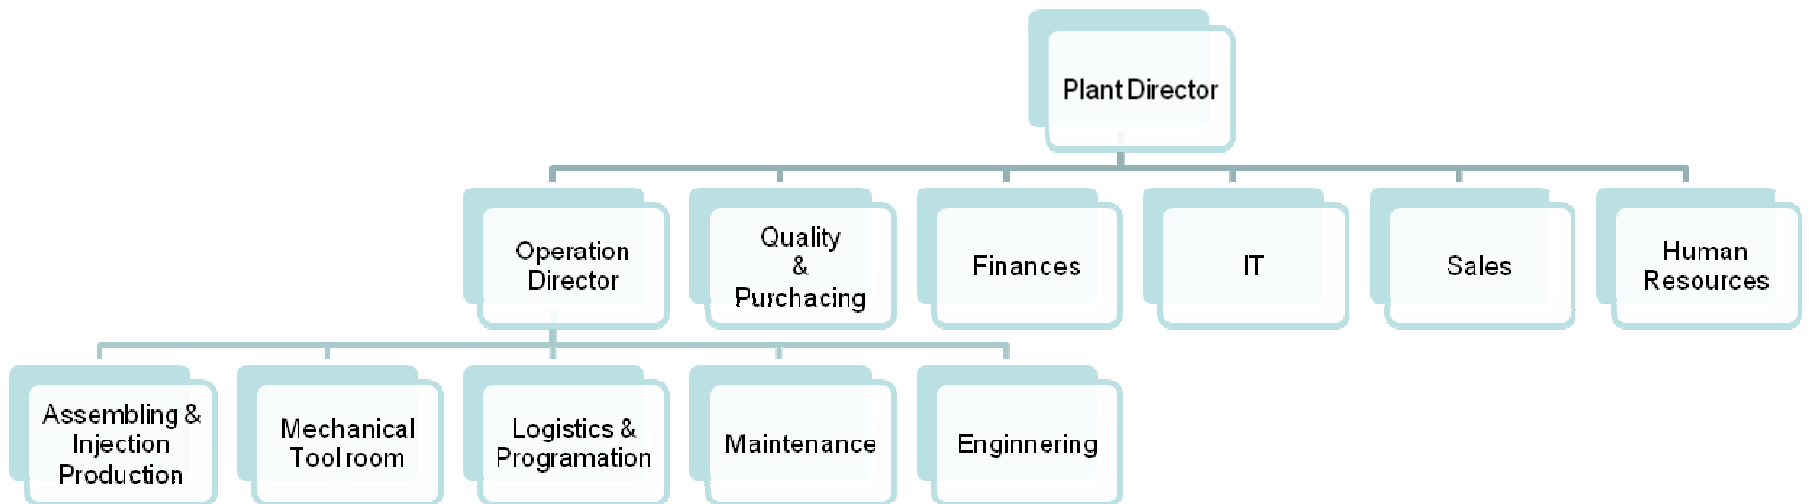 Plant Director
Operation
Director
Quality
&
Purchacing
Finances
IT
Sales
Human
Resources
Assembling &
Injection
Production
Mechanical
Tool room
Logistics &
Programation
Maintenance
Enginnering